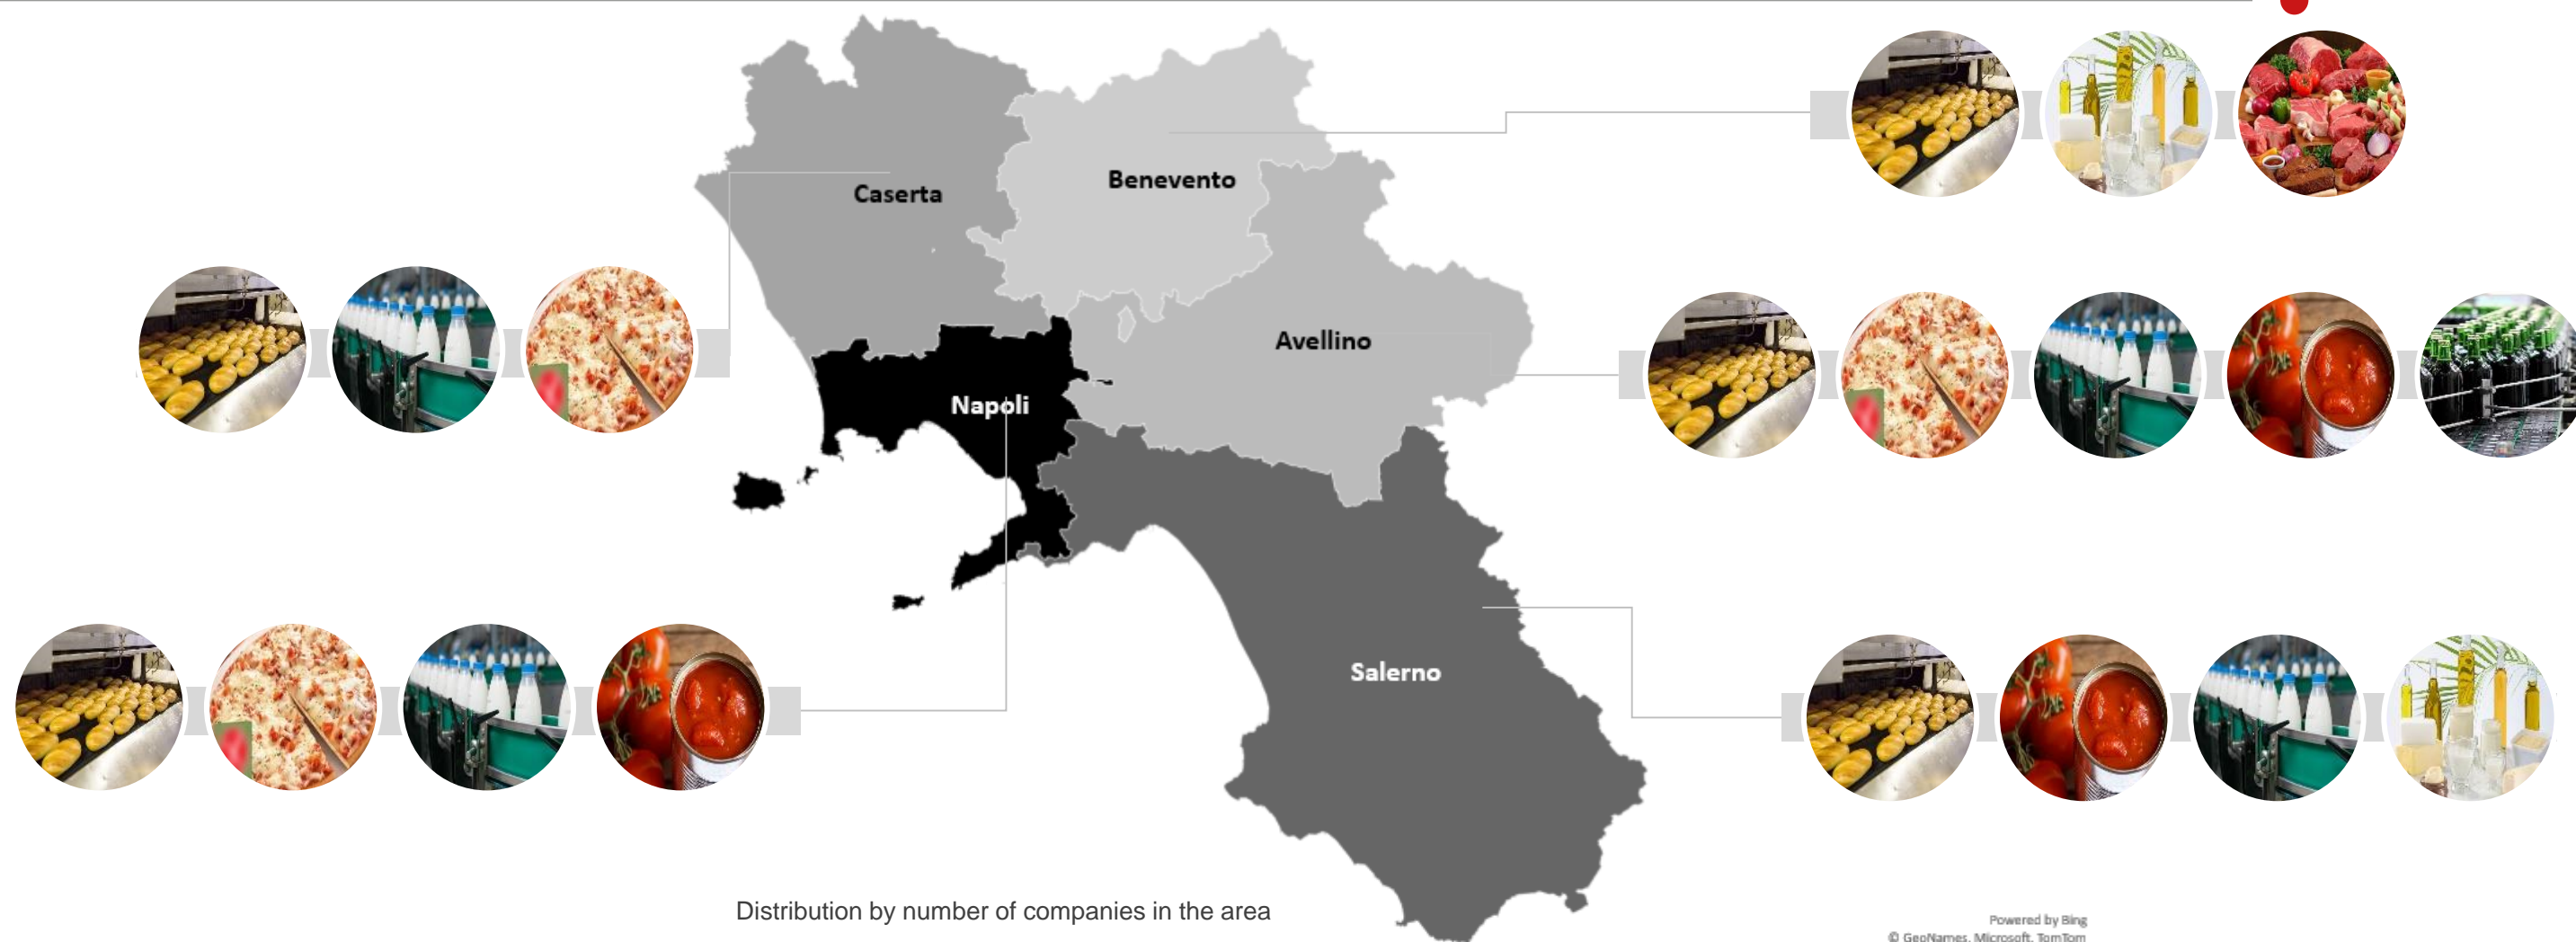 Benevento
Caserta
Avellino
Napoli
Salerno
Distribution by number of companies in the area
Powered by Bing
© GeoNames, Microsoft, TomTom